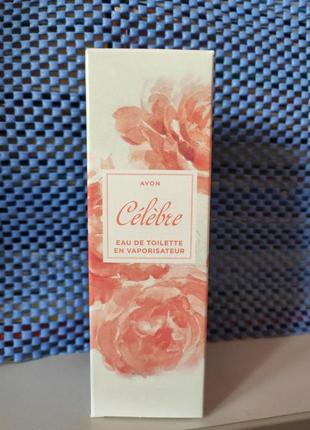 AVON
Célèbre
EAU DE TOILETTE
EN VAPORISATEUR